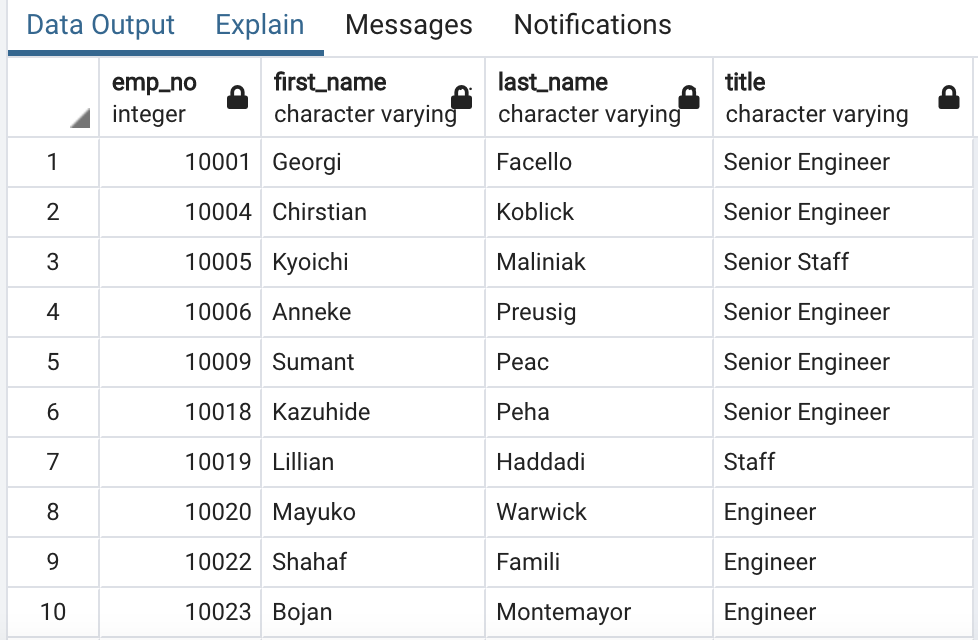 Data Output Explain Messages Notifications
emp_no first_name last_name title
integer character varying character varying character varying
1 10001 Georgi Facello Senior Engineer
2 10004 Chirstian Koblick Senior Engineer
3 10005 Kyoichi Maliniak Senior Staff
4 10006 Anneke Preusig Senior Engineer
5 10009 Sumant Peac Senior Engineer
6 10018 Kazuhide Peha Senior Engineer
7 10019 Lillian Haddadi Staff
8 10020 Mayuko Warwick Engineer
9 10022 Shahaf Famili Engineer
10 10023 Bojan Montemayor Engineer